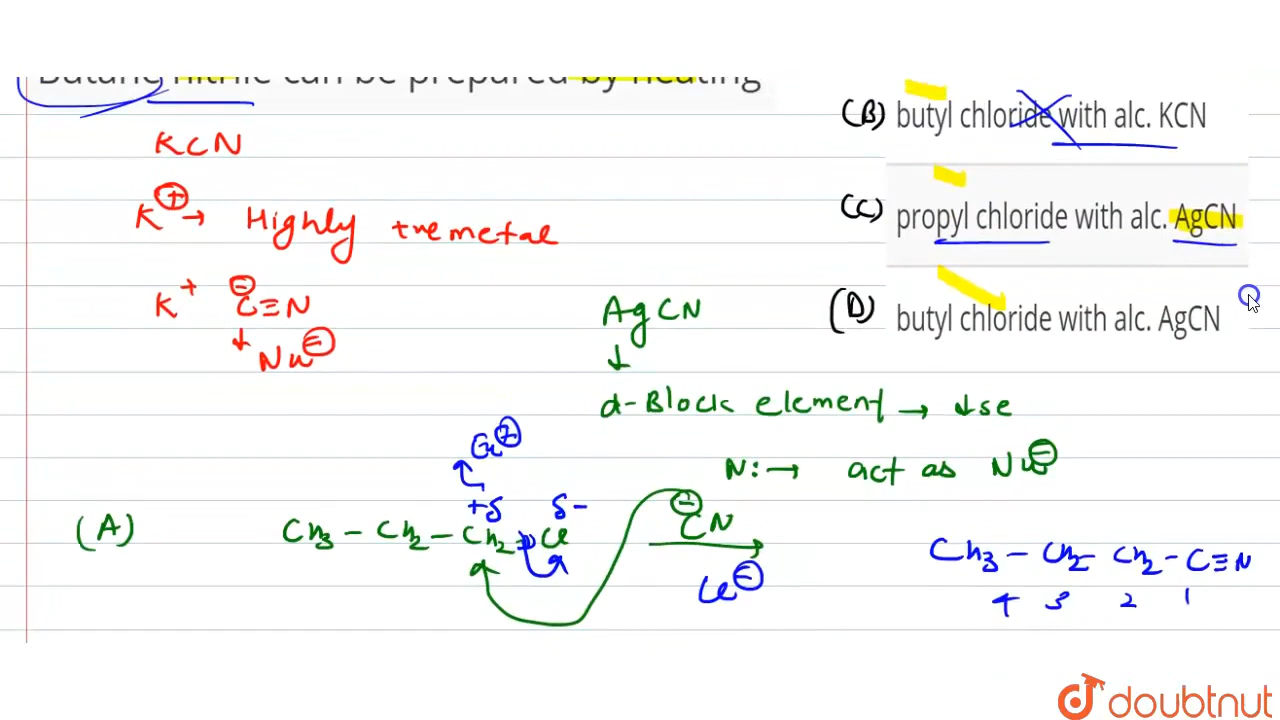 Butane nitrile can be prepared by heating
(B) butyl chloride with alc. KCN
KCN
K⊕ → Highly +ve metal
(C) propyl chloride with alc. AgCN
K+ ⊖C≡N
↓
Nu⊖
AgCN
↓
(D) butyl chloride with alc. AgCN
d-Block element → ↓se
N: → act as Nu⊖
+δ δ-
(A) CH3 - CH2 - CH2 - Cl
⊖CN
Cl⊖
CH3 - CH2 - CH2 - C≡N
4 3 2 1
doubtnut